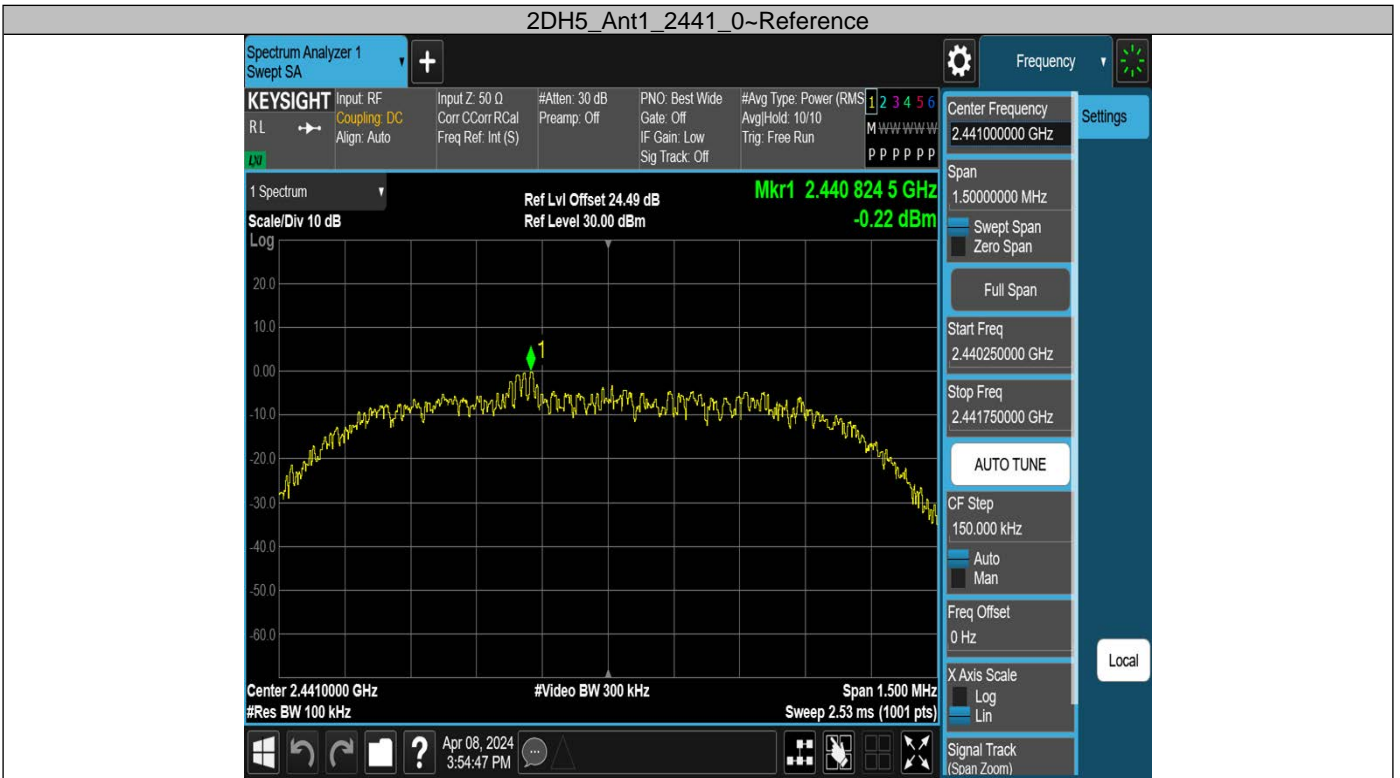 2DH5_Ant1_2441_0~Reference
Spectrum Analyzer 1
Swept SA
+
Frequency
KEYSIGHT
RL
LXI
Input: RF
Coupling: DC
Align: Auto
Input Z: 50 Ω
Corr CCorr RCal
Freq Ref: Int (S)
#Atten: 30 dB
Preamp: Off
PNO: Best Wide
Gate: Off
IF Gain: Low
Sig Track: Off
#Avg Type: Power (RMS
Avg|Hold: 10/10
Trig: Free Run
1 2 3 4 5 6
M W W W W W
P P P P P P
1 Spectrum
Scale/Div 10 dB
Log
Ref Lvl Offset 24.49 dB
Ref Level 30.00 dBm
Mkr1 2.440 824 5 GHz
-0.22 dBm
20.0
10.0
0.00
-10.0
-20.0
-30.0
-40.0
-50.0
-60.0
1
Center 2.4410000 GHz
#Res BW 100 kHz
#Video BW 300 kHz
Span 1.500 MHz
Sweep 2.53 ms (1001 pts)
Center Frequency
2.441000000 GHz
Settings
Span
1.50000000 MHz
Swept Span
Zero Span
Full Span
Start Freq
2.440250000 GHz
Stop Freq
2.441750000 GHz
AUTO TUNE
CF Step
150.000 kHz
Auto
Man
Freq Offset
0 Hz
X Axis Scale
Log
Lin
Local
Signal Track
(Span Zoom)
?
Apr 08, 2024
3:54:47 PM